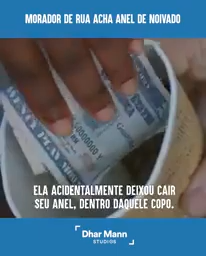 MORADOR DE RUA ACHA ANEL DE NOIVADO
ELA ACIDENTALMENTE DEIXOU CAIR
SEU ANEL, DENTRO DAQUELE COPO.
Dhar Mann
STUDIOS